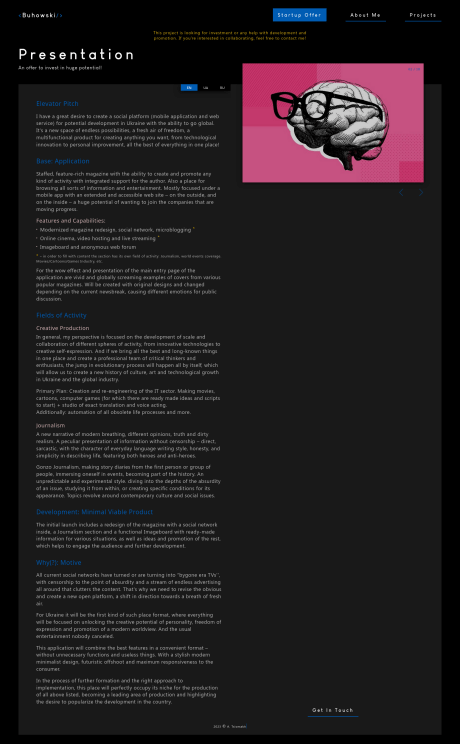 Buhowski
Startup Offer
About Me
Projects
This project is looking for investment or any help with development and
promotion. If you're interested in collaborating, feel free to contact me!
Presentation
An offer to invest in huge potential!
EN
UA
RU
Elevator Pitch
I have a great desire to create a social platform (mobile application and web
service) for potential development in Ukraine with the ability to go global.
It's a new space of endless possibilities, a fresh air of freedom, a
multifunctional product for creating anything you want, from technological
innovation to personal improvement, all the best of everything in one place!
Base: Application
Staffed, feature-rich magazine with the ability to create and promote any
kind of activity with integrated support for the author. Also a place for
browsing all sorts of information and entertainment. Mostly focused under a
mobile app with an extended and accessible web site – on the outside, and
on the inside – a huge potential of wanting to join the companies that are
moving progress.
Features and Capabilities:
• Modernized magazine redesign, social network, microblogging *
• Online cinema, video hosting and live streaming *
• Imageboard and anonymous web forum
* - in order to fill with content the section has its own field of activity: Journalism, world events coverage,
Movies/Cartoons/Games Industry, etc.
For the wow effect and presentation of the main entry page of the
application are vivid and globally screaming examples of covers from various
popular magazines. Will be created with original designs and changed
depending on the current newsbreak, causing different emotions for public
discussion.
Fields of Activity
Creative Production
In general, my perspective is focused on the development of scale and
collaboration of different spheres of activity, from innovative technologies to
creative self-expression. And if we bring all the best and long-known things
in one place and create a professional team of critical thinkers and
enthusiasts, the jump in evolutionary process will happen all by itself, which
will allow us to create a new history of culture, art and technological growth
in Ukraine and the global industry.
Primary Plan: Creation and re-engineering of the IT sector. Making movies,
cartoons, computer games (for which there are ready made ideas and scripts
to start) + studio of exact translation and voice acting.
Additionally: automation of all obsolete life processes and more.
Journalism
A new narrative of modern breathing, different opinions, truth and dirty
realism. A peculiar presentation of information without censorship – direct,
sarcastic, with the character of everyday language writing style, honesty, and
simplicity in describing life, featuring both heroes and anti-heroes.
Gonzo Journalism, making story diaries from the first person or group of
people, immersing oneself in events, becoming part of the history. An
unpredictable and experimental style: diving into the depths of the absurdity
of an issue, studying it from within, or creating specific conditions for its
appearance. Topics revolve around contemporary culture and social issues.
Development: Minimal Viable Product
The initial launch includes a redesign of the magazine with a social network
inside, a Journalism section and a functional Imageboard with ready-made
information for various situations, as well as ideas and promotion of the rest,
which helps to engage the audience and further development.
Why(?): Motive
All current social networks have turned or are turning into "bygone era TVs",
with censorship to the point of absurdity and a stream of endless advertising
all around that clutters the content. That's why we need to revise the obvious
and create a new open platform, a shift in direction towards a breath of fresh
air.
For Ukraine it will be the first kind of such place format, where everything
will be focused on unlocking the creative potential of personality, freedom of
expression and promotion of a modern worldview. And the usual
entertainment nobody canceled.
This application will combine the best features in a convenient format –
without unnecessary functions and useless things. With a stylish modern
minimalist design, futuristic offshoot and maximum responsiveness to the
consumer.
In the process of further formation and the right approach to
implementation, this place will perfectly occupy its niche for the production
of all above listed, becoming a leading area of production and highlighting
the desire to popularize the development in the country.
Get In Touch